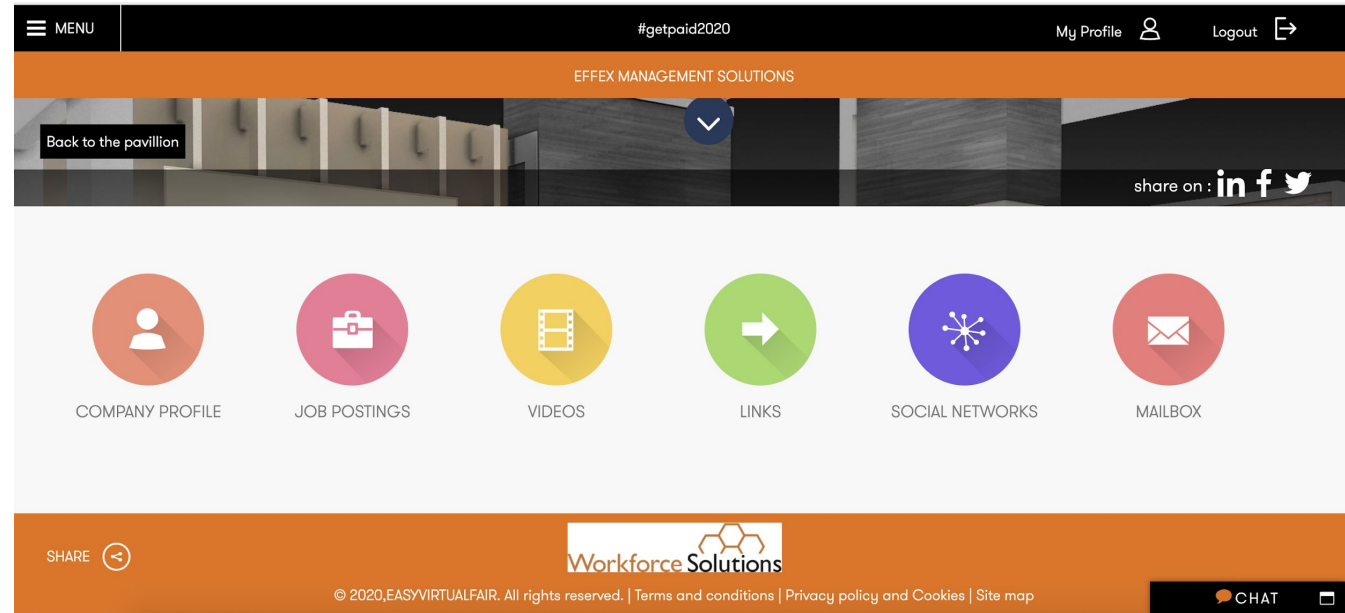 MENU
#getpaid2020
My Profile
Logout
EFFEX MANAGEMENT SOLUTIONS
Back to the pavillion
share on : in f
COMPANY PROFILE
JOB POSTINGS
VIDEOS
LINKS
SOCIAL NETWORKS
MAILBOX
SHARE
Workforce Solutions
© 2020,EASYVIRTUALFAIR. All rights reserved. | Terms and conditions | Privacy policy and Cookies | Site map
CHAT